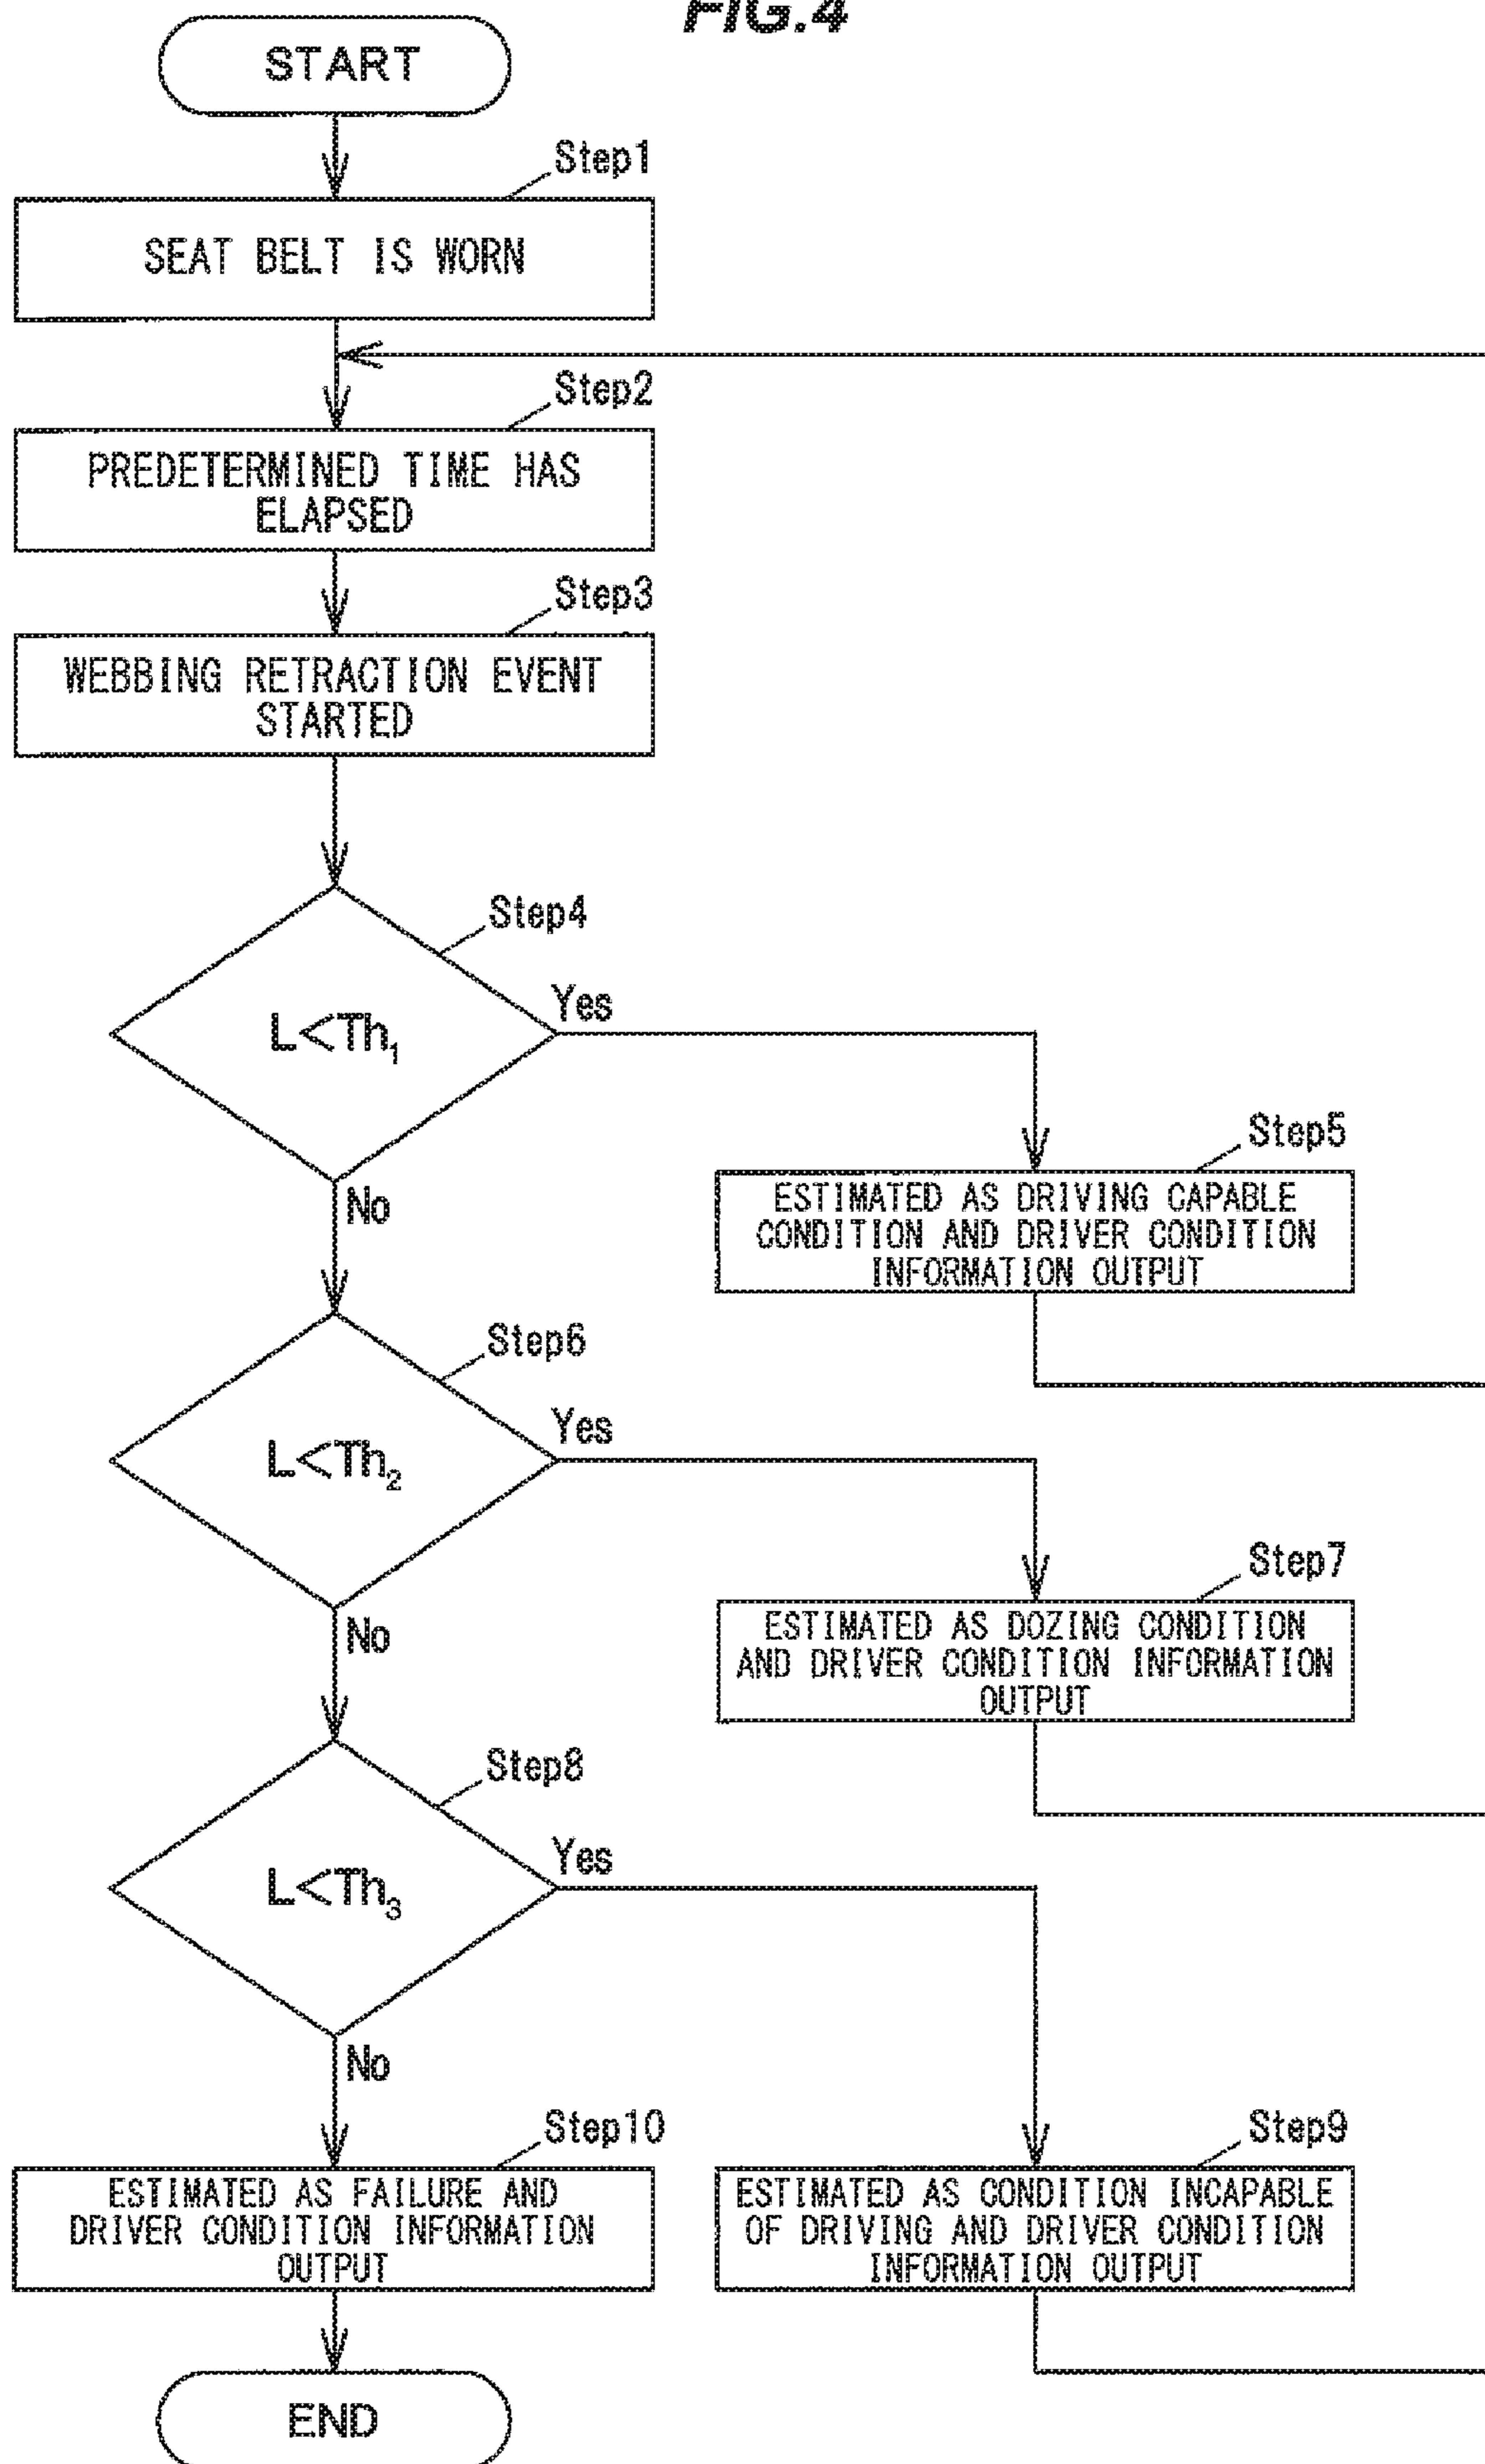 FIG.4
START
Step1
SEAT BELT IS WORN
Step2
PREDETERMINED TIME HAS
ELAPSED
Step3
WEBBING RETRACTION EVENT
STARTED
Step4
L<Th₁
Yes
No
Step5
ESTIMATED AS DRIVING CAPABLE
CONDITION AND DRIVER CONDITION
INFORMATION OUTPUT
Step6
L<Th₂
Yes
No
Step7
ESTIMATED AS DOZING CONDITION
AND DRIVER CONDITION INFORMATION
OUTPUT
Step8
L<Th₃
Yes
No
Step10
ESTIMATED AS FAILURE AND
DRIVER CONDITION INFORMATION
OUTPUT
Step9
ESTIMATED AS CONDITION INCAPABLE
OF DRIVING AND DRIVER CONDITION
INFORMATION OUTPUT
END